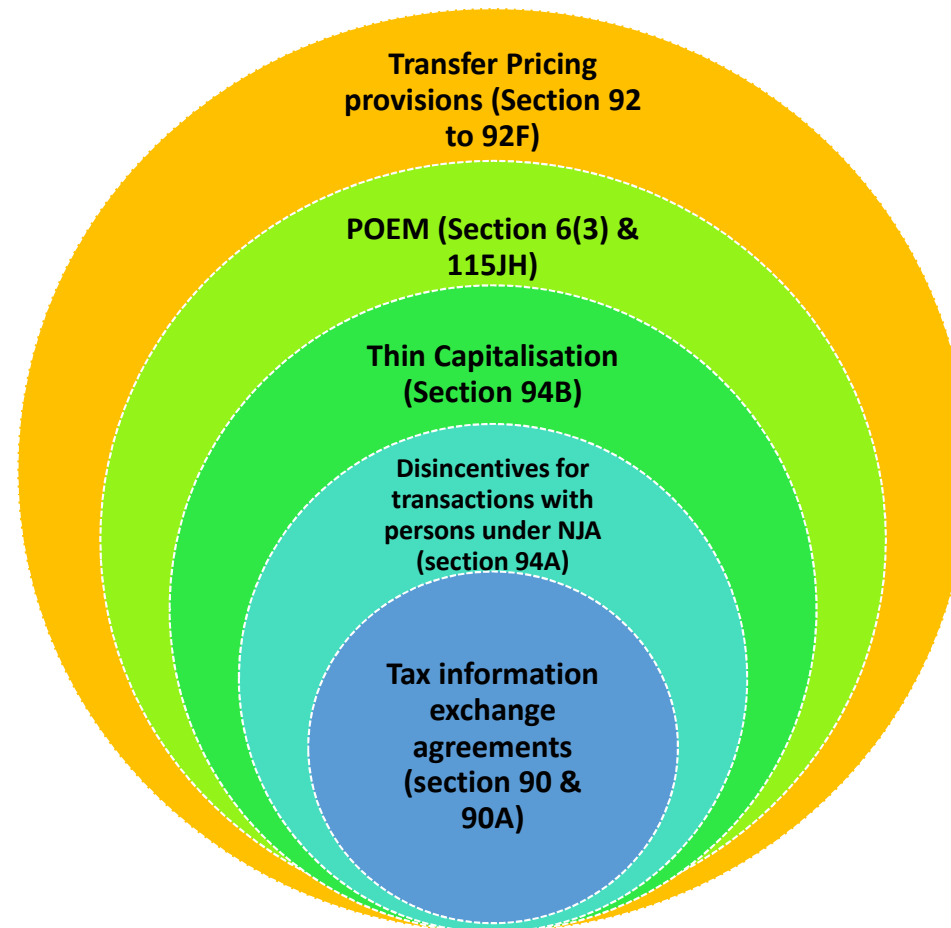 Transfer Pricing
provisions (Section 92
to 92F)
POEM (Section 6(3) &
115JH)
Thin Capitalisation
(Section 94B)
Disincentives for
transactions with
persons under NJA
(section 94A)
Tax information
exchange
agreements
(section 90 &
90A)